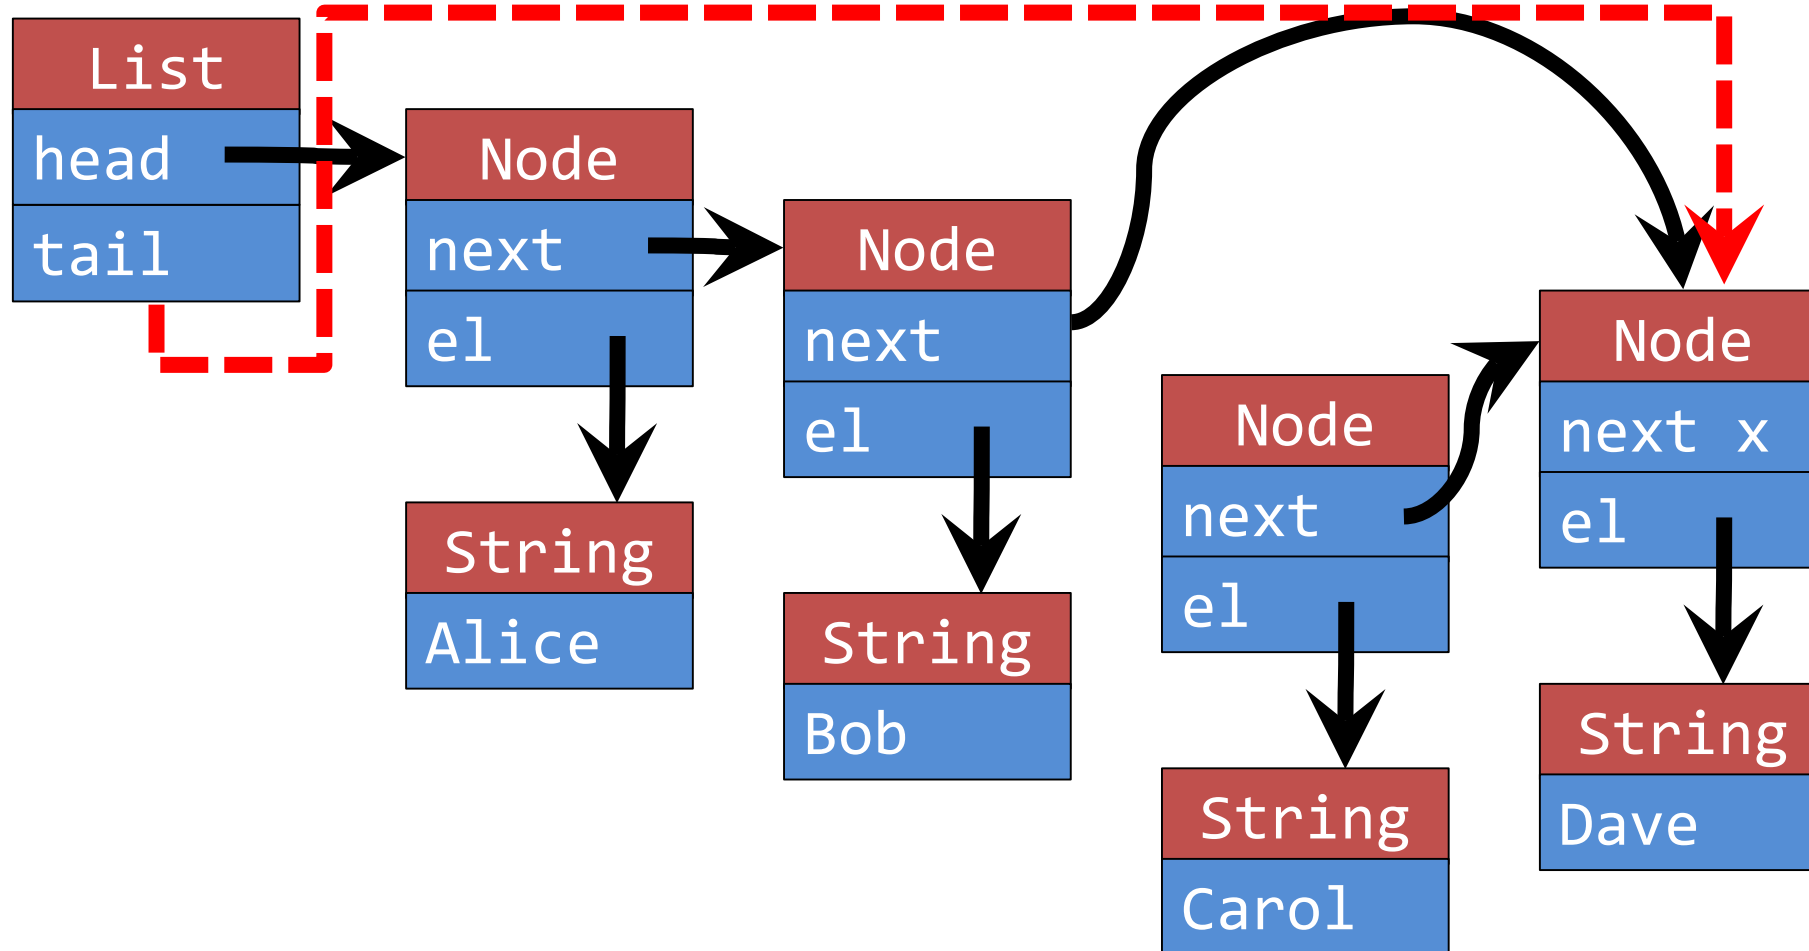 List
head
tail
Node
next
el
String
Alice
Node
next
el
String
Bob
Node
next
el
String
Carol
Node
next x
el
String
Dave